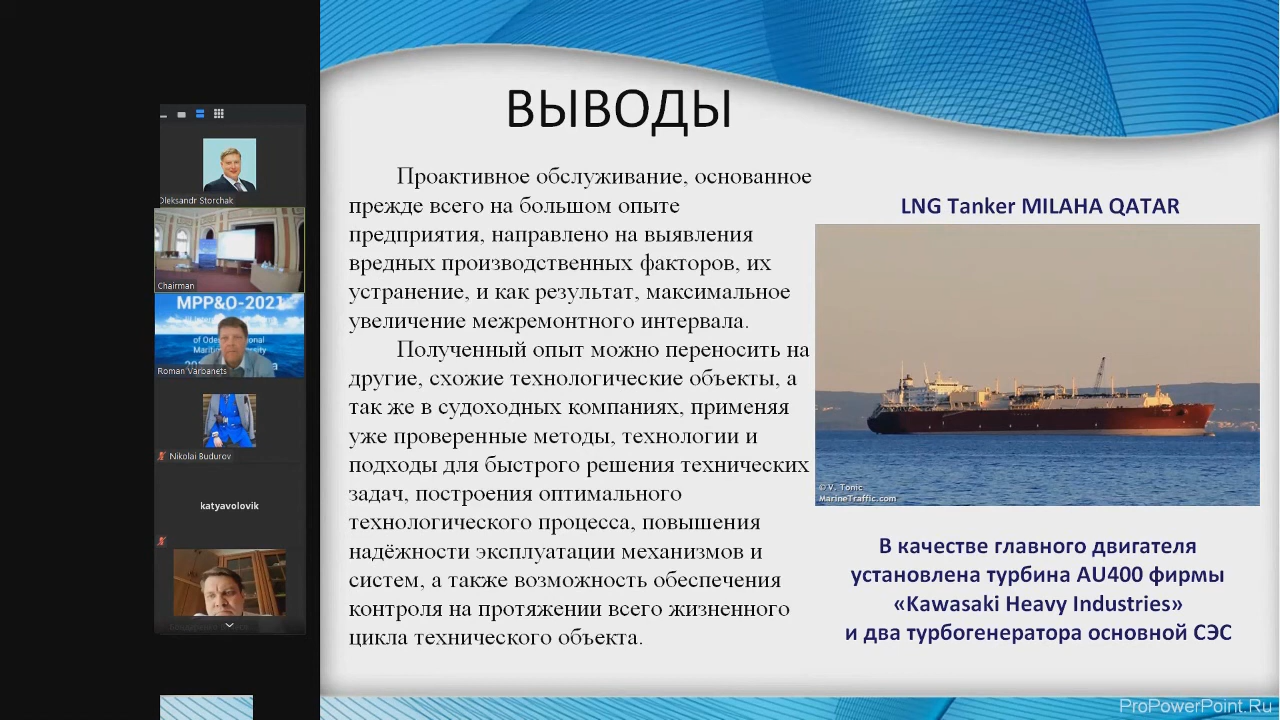 Oleksandr Storchak
Chairman
MPP&O-2021
Roman Varbanets
Nikolai Budurov
katyavolovik
ВЫВОДЫ
Проактивное обслуживание, основанное
прежде всего на большом опыте
предприятия, направлено на выявления
вредных производственных факторов, их
устранение, и как результат, максимальное
увеличение межремонтного интервала.
Полученный опыт можно переносить на
другие, схожие технологические объекты, а
так же в судоходных компаниях, применяя
уже проверенные методы, технологии и
подходы для быстрого решения технических
задач, построения оптимального
технологического процесса, повышения
надёжности эксплуатации механизмов и
систем, а также возможность обеспечения
контроля на протяжении всего жизненного
цикла технического объекта.
LNG Tanker MILAHA QATAR
© V. Tonic
MarineTraffic.com
В качестве главного двигателя
установлена турбина AU400 фирмы
«Kawasaki Heavy Industries»
и два турбогенератора основной СЭС
ProPowerPoint.Ru